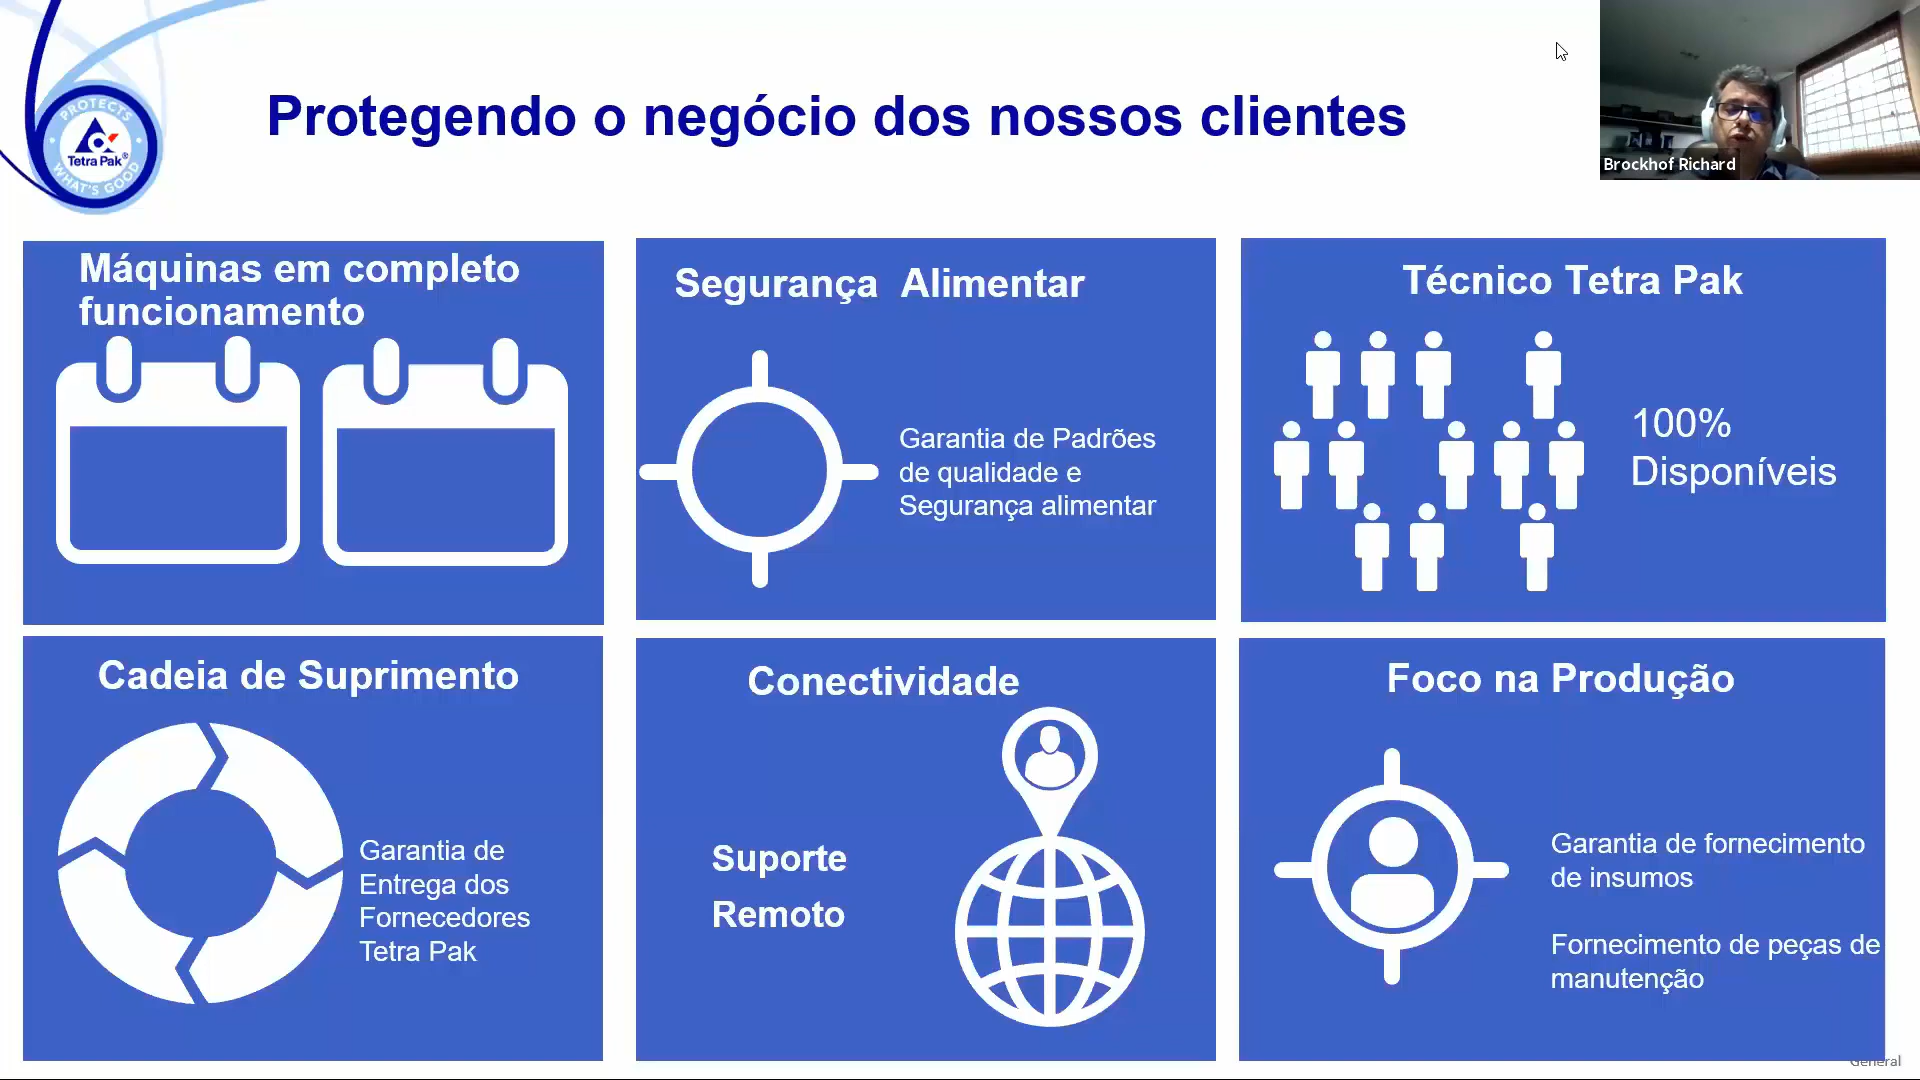 PROTECTS
Tetra Pak®
WHAT'S GOOD
Protegendo o negócio dos nossos clientes
Brockhof Richard
Máquinas em completo
funcionamento
Segurança  Alimentar
Garantia de Padrões
de qualidade e
Segurança alimentar
Técnico Tetra Pak
100%
Disponíveis
Cadeia de Suprimento
Garantia de
Entrega dos
Fornecedores
Tetra Pak
Conectividade
Suporte
Remoto
Foco na Produção
Garantia de fornecimento
de insumos
Fornecimento de peças de
manutenção
General